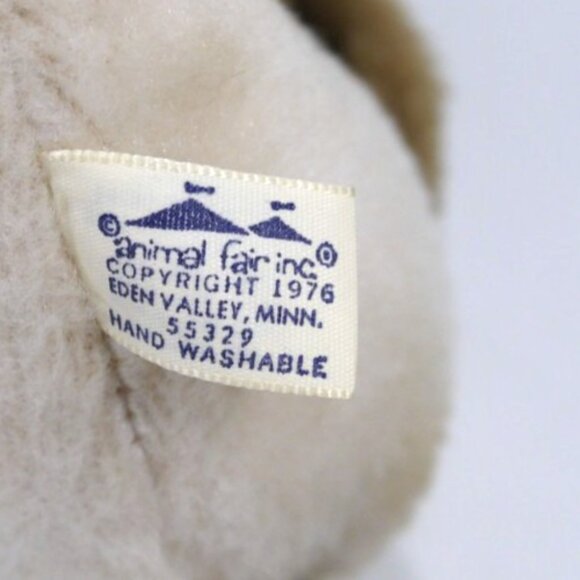 © animal fair inc ®
COPYRIGHT 1976
EDEN VALLEY, MINN.
55329
HAND WASHABLE